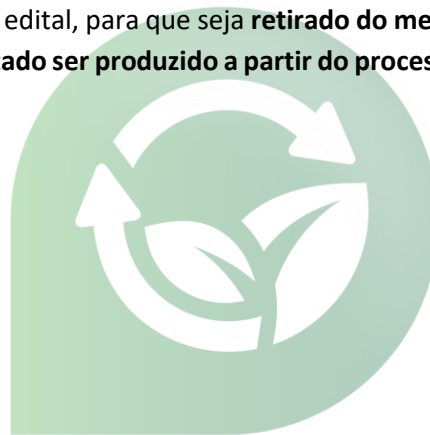 edital, para que seja retirado do me
ado ser produzido a partir do proces